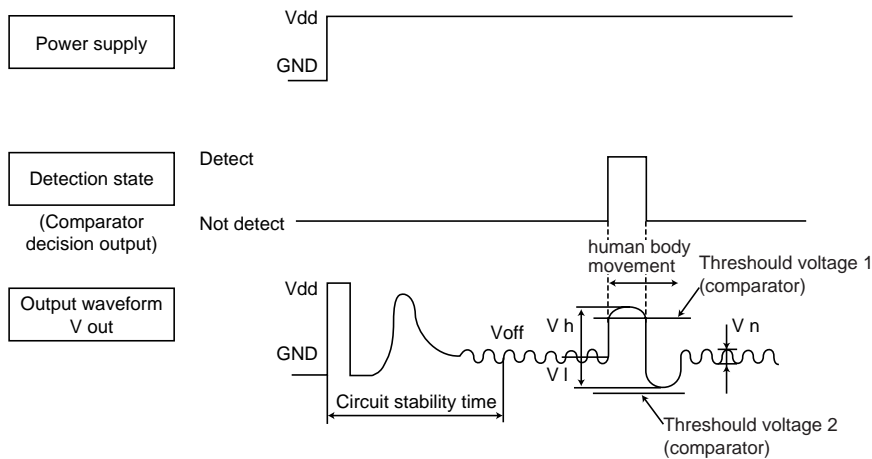 Power supply
Vdd
GND
Detection state
(Comparator
decision output)
Detect
Not detect
human body
movement
Threshould voltage 1
(comparator)
Output waveform
V out
Vdd
GND
Voff
V h
V l
V n
Circuit stability time
Threshould voltage 2
(comparator)